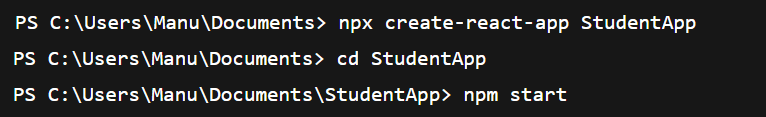 PS C:\Users\Manu\Documents> npx create-react-app StudentApp
PS C:\Users\Manu\Documents> cd StudentApp
PS C:\Users\Manu\Documents\StudentApp> npm start